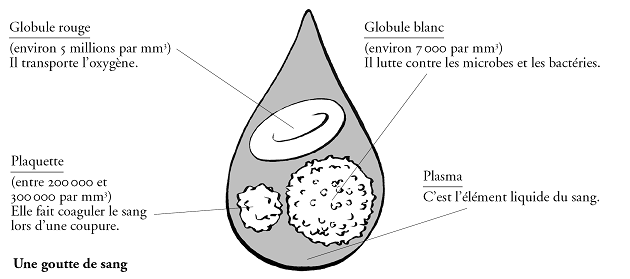 Globule rouge
(environ 5 millions par mm³)
Il transporte l'oxygène.
Globule blanc
(environ 7 000 par mm³)
Il lutte contre les microbes et les bactéries.
Plaquette
(entre 200 000 et
300 000 par mm³)
Elle fait coaguler le sang
lors d'une coupure.
Plasma
C'est l'élément liquide du sang.
Une goutte de sang